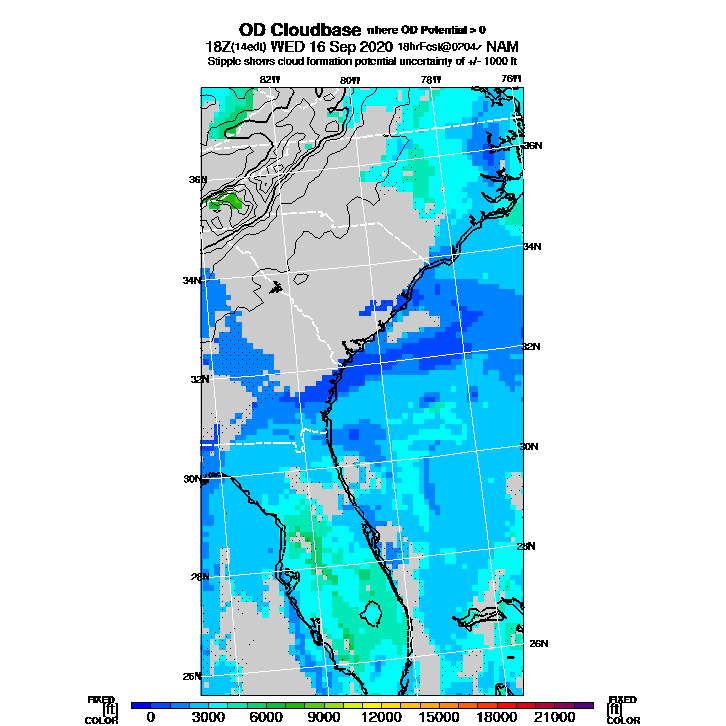 OD Cloudbase where OD Potential > 0
18Z(14edt) WED 16 Sep 2020 18hrFcst@0204z NAM
Stipple shows cloud formation potential uncertainty of +/- 1000 ft
82W 80W 78W 76W
36N
36N
34N
34N
32N
32N
30N
30N
28N
28N
26N
26N
FIXED FIXED
[ft] 0 3000 6000 9000 12000 15000 18000 21000 [ft]
COLOR COLOR